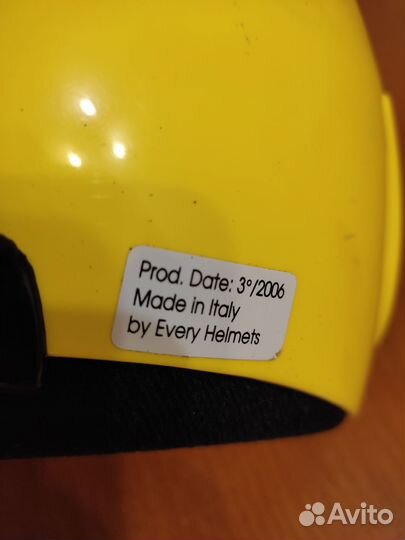 Prod. Date: 3°/2006
Made in Italy
by Every Helmets
Avito